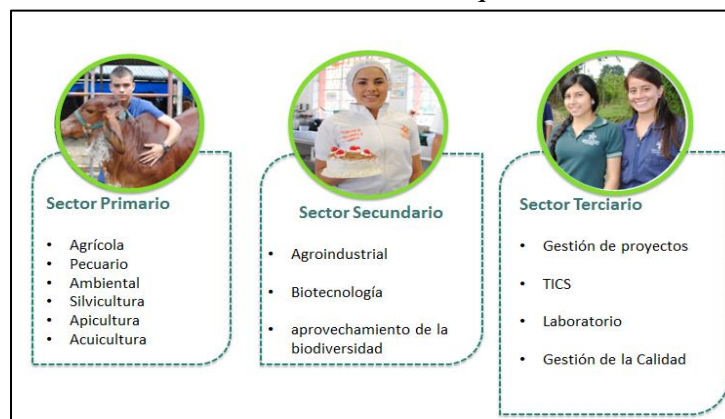 Sector Primario
• Agrícola
• Pecuario
• Ambiental
• Silvicultura
• Apicultura
• Acuicultura
Sector Secundario
• Agroindustrial
• Biotecnología
• aprovechamiento de la
biodiversidad
Sector Terciario
• Gestión de proyectos
• TICS
• Laboratorio
• Gestión de la Calidad